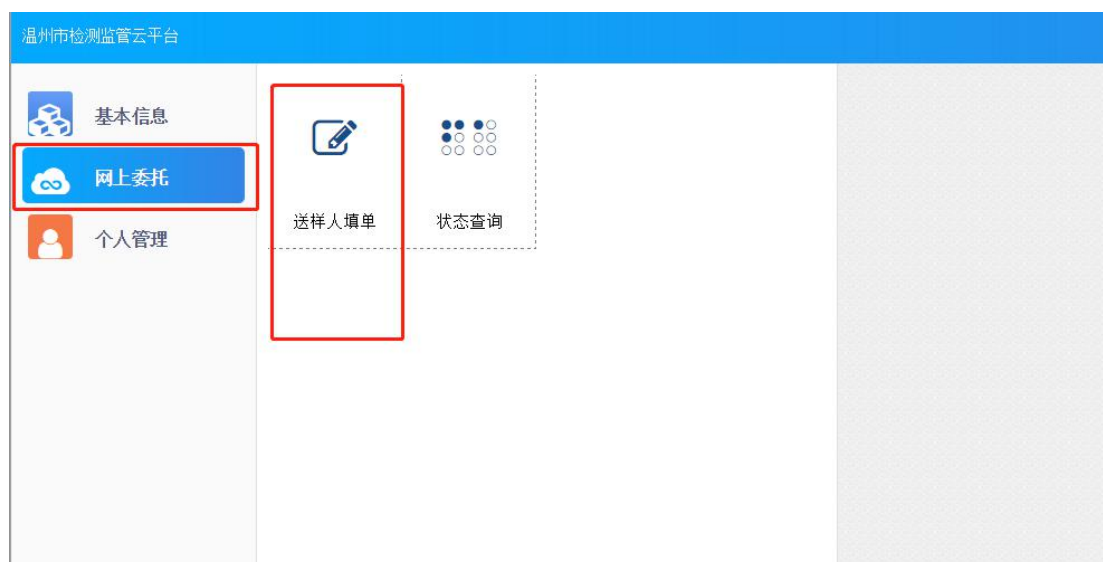 温州市检测监管云平台
基本信息
网上委托
个人管理
送样人填单
状态查询